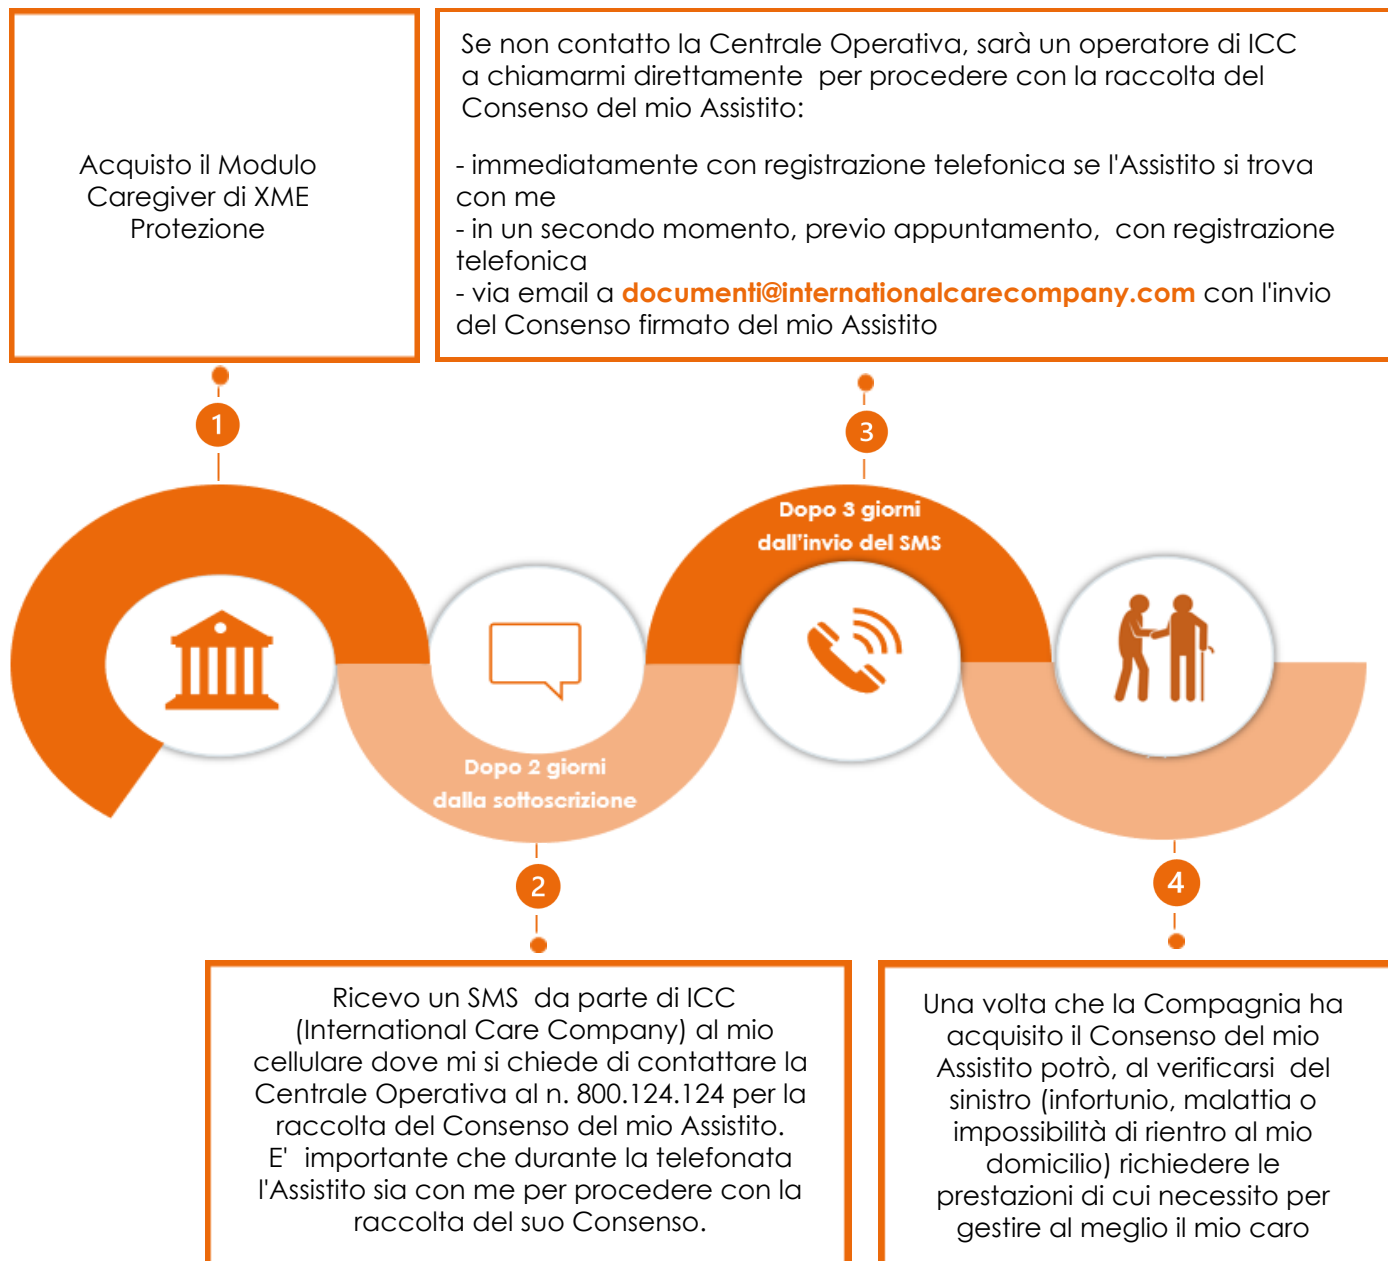 Acquisto il Modulo
Caregiver di XME
Protezione
1
Dopo 2 giorni
dalla sottoscrizione
2
Ricevo un SMS da parte di ICC
(International Care Company) al mio
cellulare dove mi si chiede di contattare la
Centrale Operativa al n. 800.124.124 per la
raccolta del Consenso del mio Assistito.
E' importante che durante la telefonata
l'Assistito sia con me per procedere con la
raccolta del suo Consenso.
Se non contatto la Centrale Operativa, sarà un operatore di ICC
a chiamarmi direttamente per procedere con la raccolta del
Consenso del mio Assistito:
- immediatamente con registrazione telefonica se l'Assistito si trova
con me
- in un secondo momento, previo appuntamento, con registrazione
telefonica
- via email a documenti@internationalcarecompany.com con l'invio
del Consenso firmato del mio Assistito
3
Dopo 3 giorni
dall'invio del SMS
4
Una volta che la Compagnia ha
acquisito il Consenso del mio
Assistito potrò, al verificarsi del
sinistro (infortunio, malattia o
impossibilità di rientro al mio
domicilio) richiedere le
prestazioni di cui necessito per
gestire al meglio il mio caro